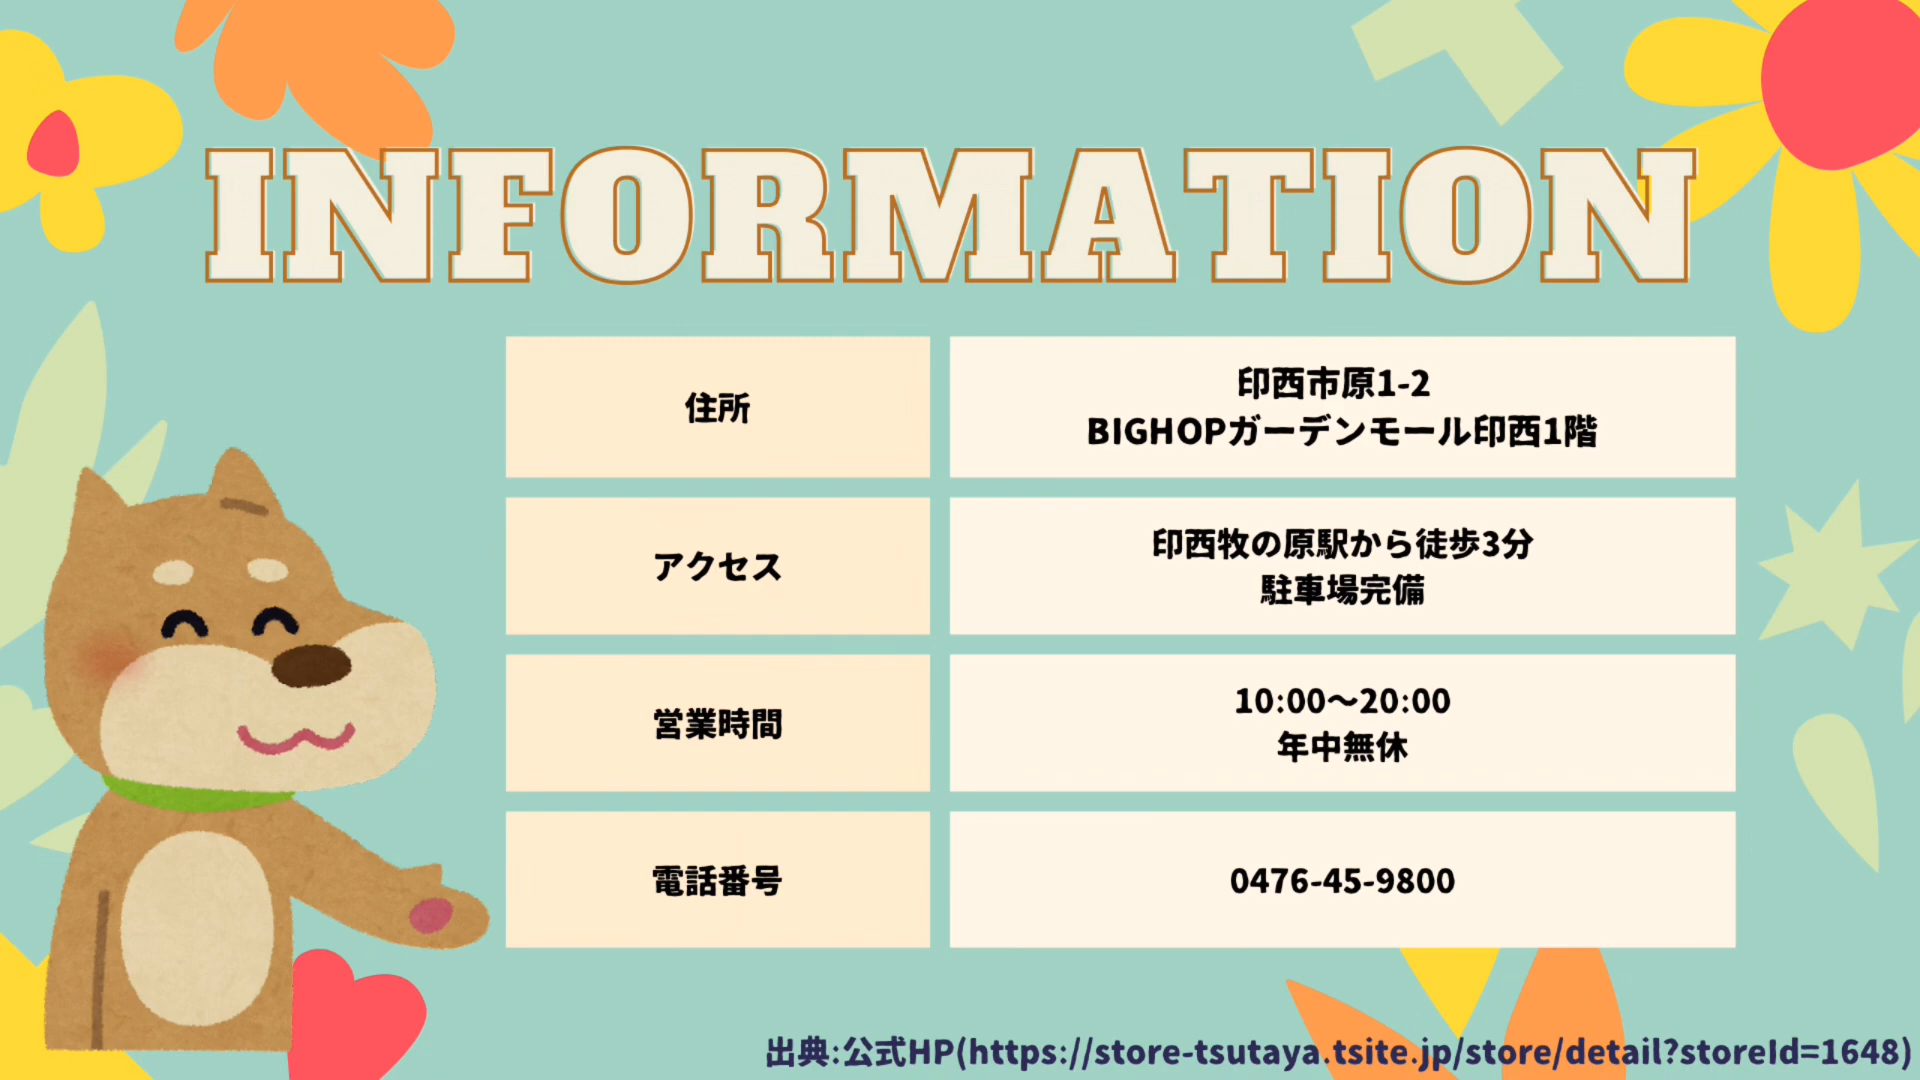 INFORMATION
住所
印西市原1-2
BIGHOPガーデンモール印西1階
アクセス
印西牧の原駅から徒歩3分
駐車場完備
営業時間
10:00〜20:00
年中無休
電話番号
0476-45-9800
出典:公式HP(https://store-tsutaya.tsite.jp/store/detail?storeId=1648)